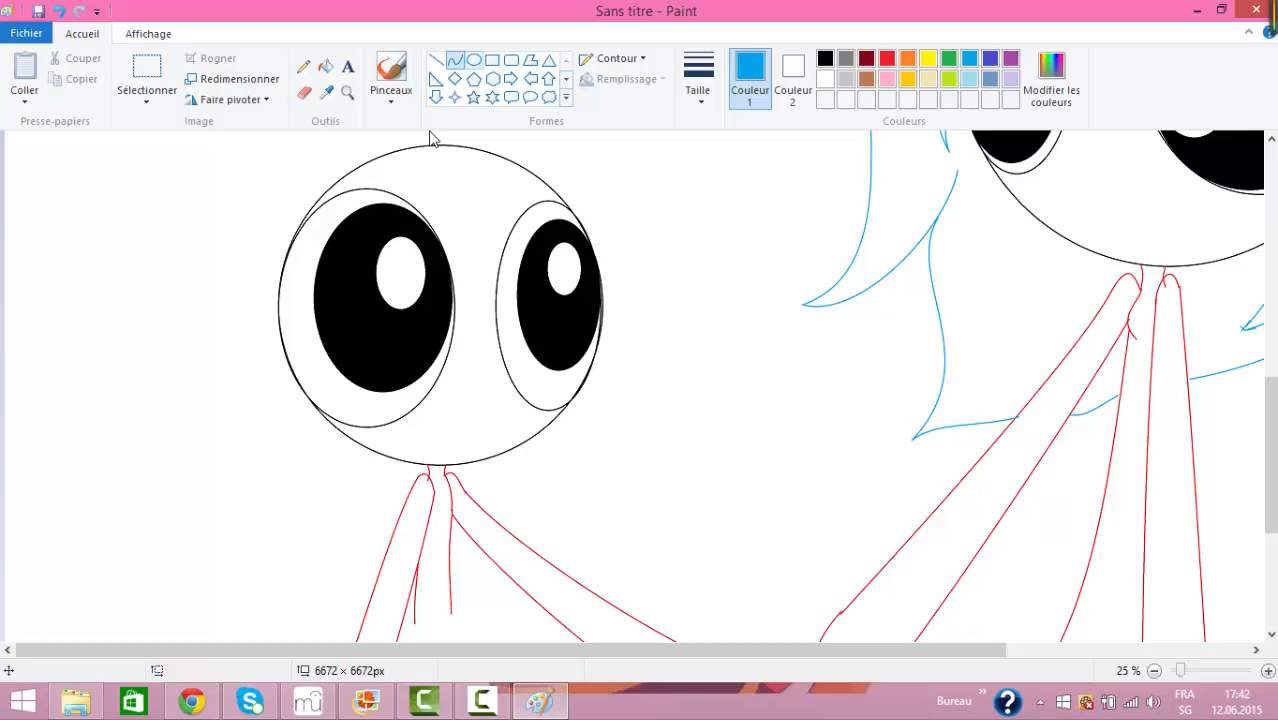 Sans titre - Paint
Fichier
Accueil
Affichage
Coller
Couper
Copier
Presse-papiers
Sélectionner
Rogner
Redimensionner
Faire pivoter
Image
A
Outils
Pinceaux
Contour
Remplissage
Formes
Taille
Couleur 1
Couleur 2
Modifier les couleurs
Couleurs
6672 × 6672px
25 %
Bureau
FRA
SG
17:42
12.06.2015